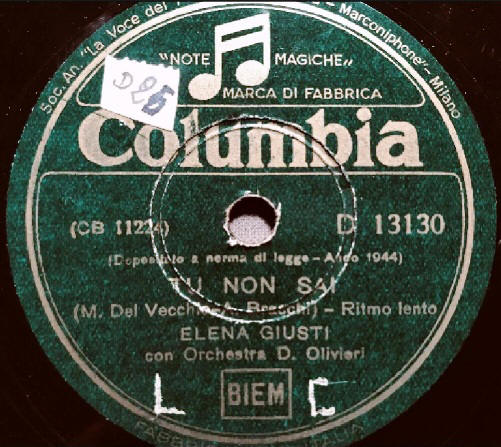 Soc. An. "La Voce del Marconiphone" - Milano
"NOTE MAGICHE"
MARCA DI FABBRICA
D 25
Columbia
(CB 11224) D 13130
(Depositato a norma di legge - Anno 1944)
TU NON SAI
(M. Del Vecchio - A. Bracchi) - Ritmo lento
ELENA GIUSTI
con Orchestra D. Olivieri
L BIEM C